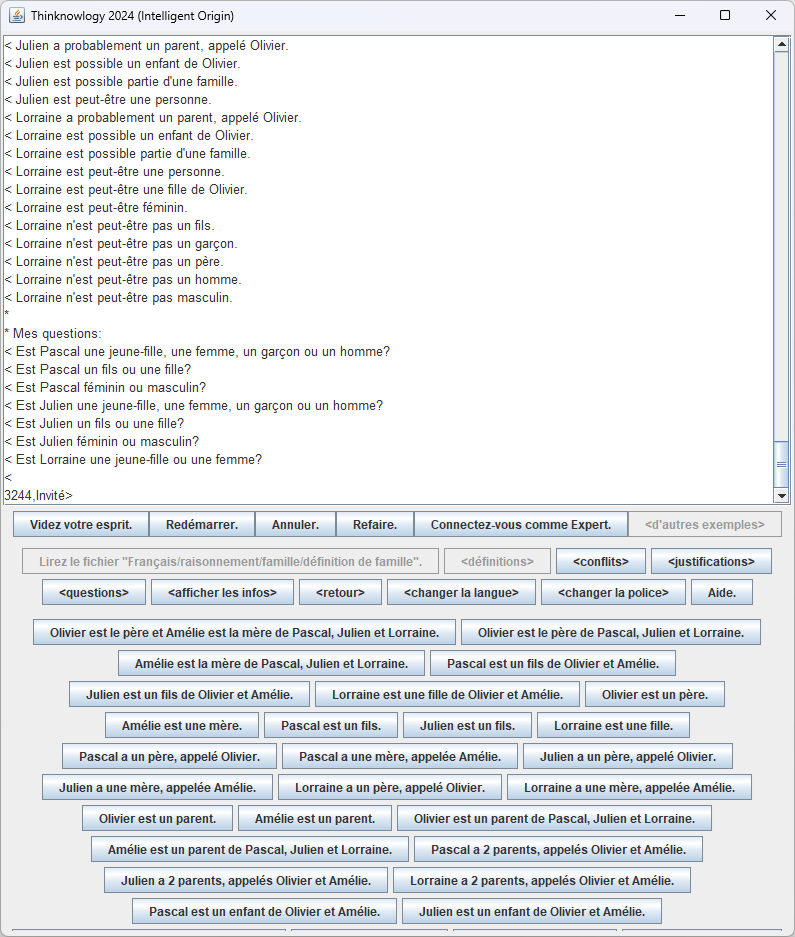 Thinknowlogy 2024 (Intelligent Origin)
< Julien a probablement un parent, appelé Olivier.
< Julien est possible un enfant de Olivier.
< Julien est possible partie d'une famille.
< Julien est peut-être une personne.
< Lorraine a probablement un parent, appelé Olivier.
< Lorraine est possible un enfant de Olivier.
< Lorraine est possible partie d'une famille.
< Lorraine est peut-être une personne.
< Lorraine est peut-être une fille de Olivier.
< Lorraine est peut-être féminin.
< Lorraine n'est peut-être pas un fils.
< Lorraine n'est peut-être pas un garçon.
< Lorraine n'est peut-être pas un père.
< Lorraine n'est peut-être pas un homme.
< Lorraine n'est peut-être pas masculin.
*
* Mes questions:
< Est Pascal une jeune-fille, une femme, un garçon ou un homme?
< Est Pascal un fils ou une fille?
< Est Pascal féminin ou masculin?
< Est Julien une jeune-fille, une femme, un garçon ou un homme?
< Est Julien un fils ou une fille?
< Est Julien féminin ou masculin?
< Est Lorraine une jeune-fille ou une femme?
<
3244,Invité>
Videz votre esprit. Redémarrer. Annuler. Refaire. Connectez-vous comme Expert. <d'autres exemples>
Lirez le fichier "Français/raisonnement/famille/définition de famille". <définitions> <conflits> <justifications>
<questions> <afficher les infos> <retour> <changer la langue> <changer la police> Aide.
Olivier est le père et Amélie est la mère de Pascal, Julien et Lorraine. Olivier est le père de Pascal, Julien et Lorraine.
Amélie est la mère de Pascal, Julien et Lorraine. Pascal est un fils de Olivier et Amélie.
Julien est un fils de Olivier et Amélie. Lorraine est une fille de Olivier et Amélie. Olivier est un père.
Amélie est une mère. Pascal est un fils. Julien est un fils. Lorraine est une fille.
Pascal a un père, appelé Olivier. Pascal a une mère, appelée Amélie. Julien a un père, appelé Olivier.
Julien a une mère, appelée Amélie. Lorraine a un père, appelé Olivier. Lorraine a une mère, appelée Amélie.
Olivier est un parent. Amélie est un parent. Olivier est un parent de Pascal, Julien et Lorraine.
Amélie est un parent de Pascal, Julien et Lorraine. Pascal a 2 parents, appelés Olivier et Amélie.
Julien a 2 parents, appelés Olivier et Amélie. Lorraine a 2 parents, appelés Olivier et Amélie.
Pascal est un enfant de Olivier et Amélie. Julien est un enfant de Olivier et Amélie.